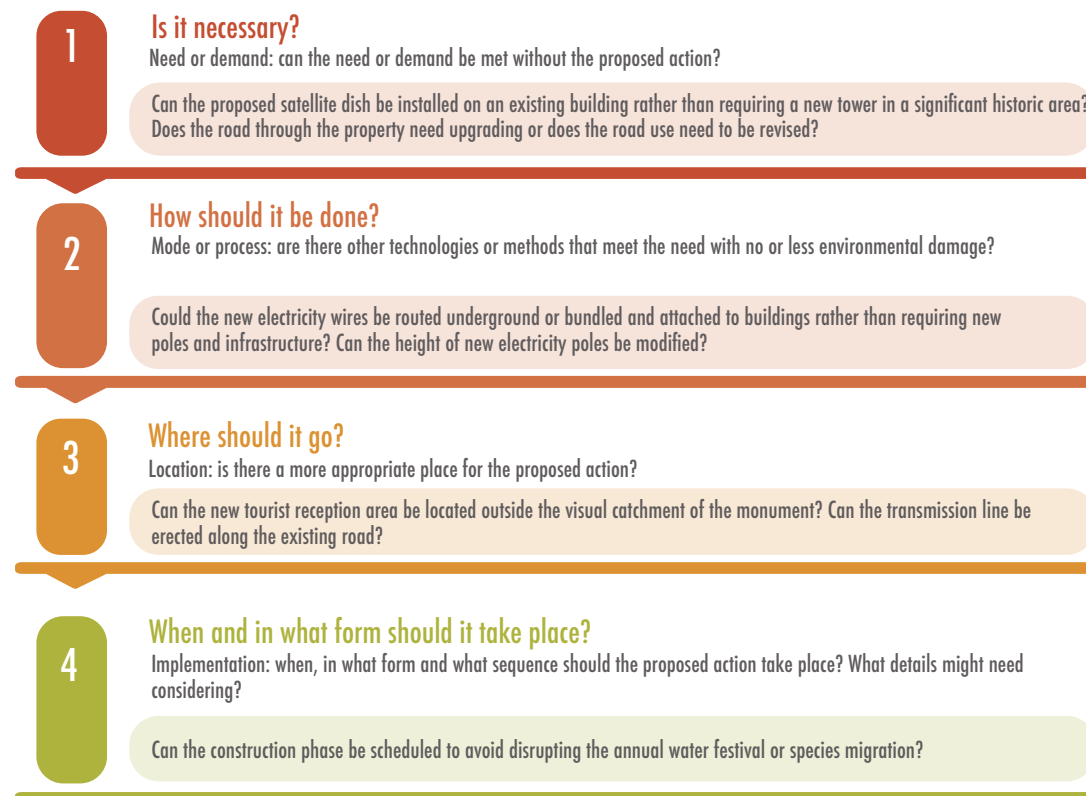 1
Is it necessary?
Need or demand: can the need or demand be met without the proposed action?
Can the proposed satellite dish be installed on an existing building rather than requiring a new tower in a significant historic area?
Does the road through the property need upgrading or does the road use need to be revised?
2
How should it be done?
Mode or process: are there other technologies or methods that meet the need with no or less environmental damage?
Could the new electricity wires be routed underground or bundled and attached to buildings rather than requiring new
poles and infrastructure? Can the height of new electricity poles be modified?
3
Where should it go?
Location: is there a more appropriate place for the proposed action?
Can the new tourist reception area be located outside the visual catchment of the monument? Can the transmission line be
erected along the existing road?
4
When and in what form should it take place?
Implementation: when, in what form and what sequence should the proposed action take place? What details might need
considering?
Can the construction phase be scheduled to avoid disrupting the annual water festival or species migration?